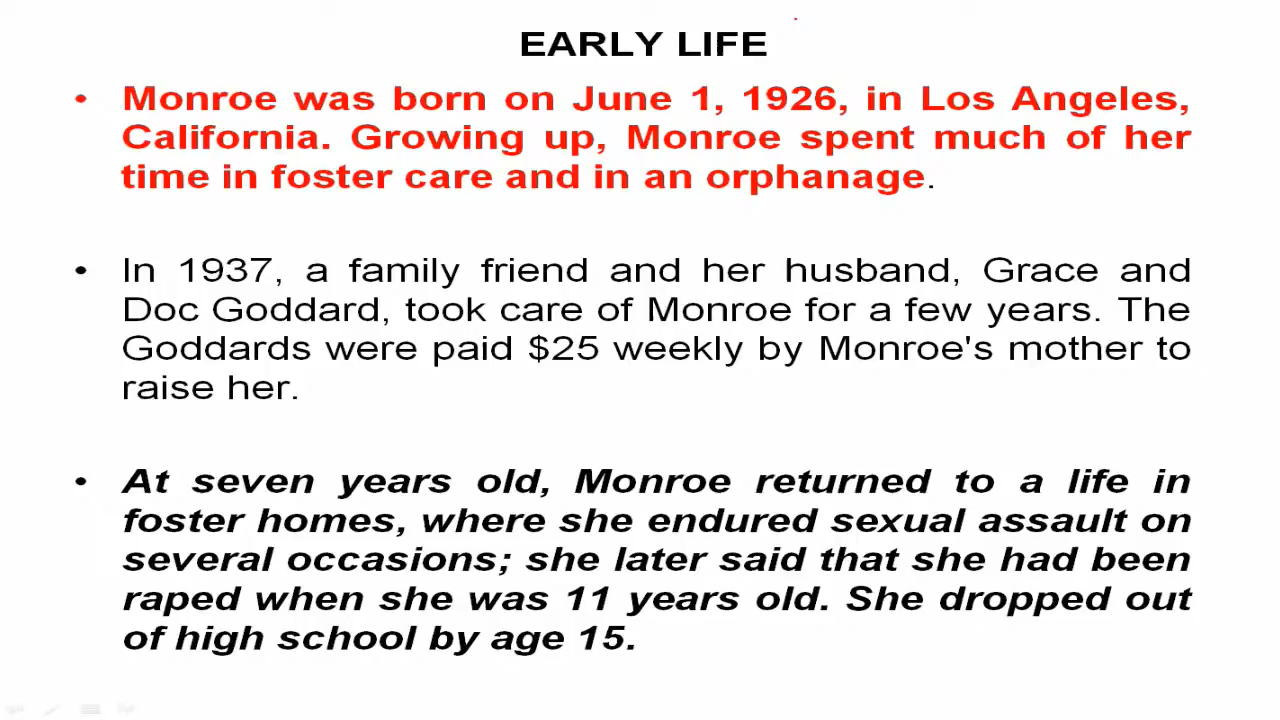 EARLY LIFE
• Monroe was born on June 1, 1926, in Los Angeles,
California. Growing up, Monroe spent much of her
time in foster care and in an orphanage.
• In 1937, a family friend and her husband, Grace and
Doc Goddard, took care of Monroe for a few years. The
Goddards were paid $25 weekly by Monroe's mother to
raise her.
• At seven years old, Monroe returned to a life in
foster homes, where she endured sexual assault on
several occasions; she later said that she had been
raped when she was 11 years old. She dropped out
of high school by age 15.